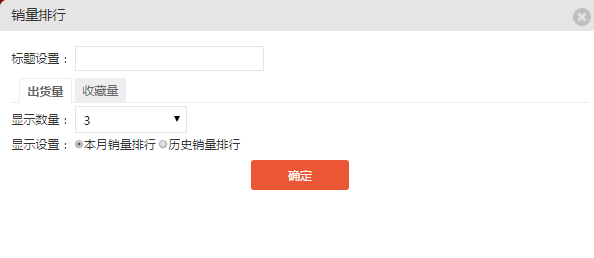 销量排行
标题设置：
出货量 收藏量
显示数量： 3
显示设置： 本月销量排行 历史销量排行
确定